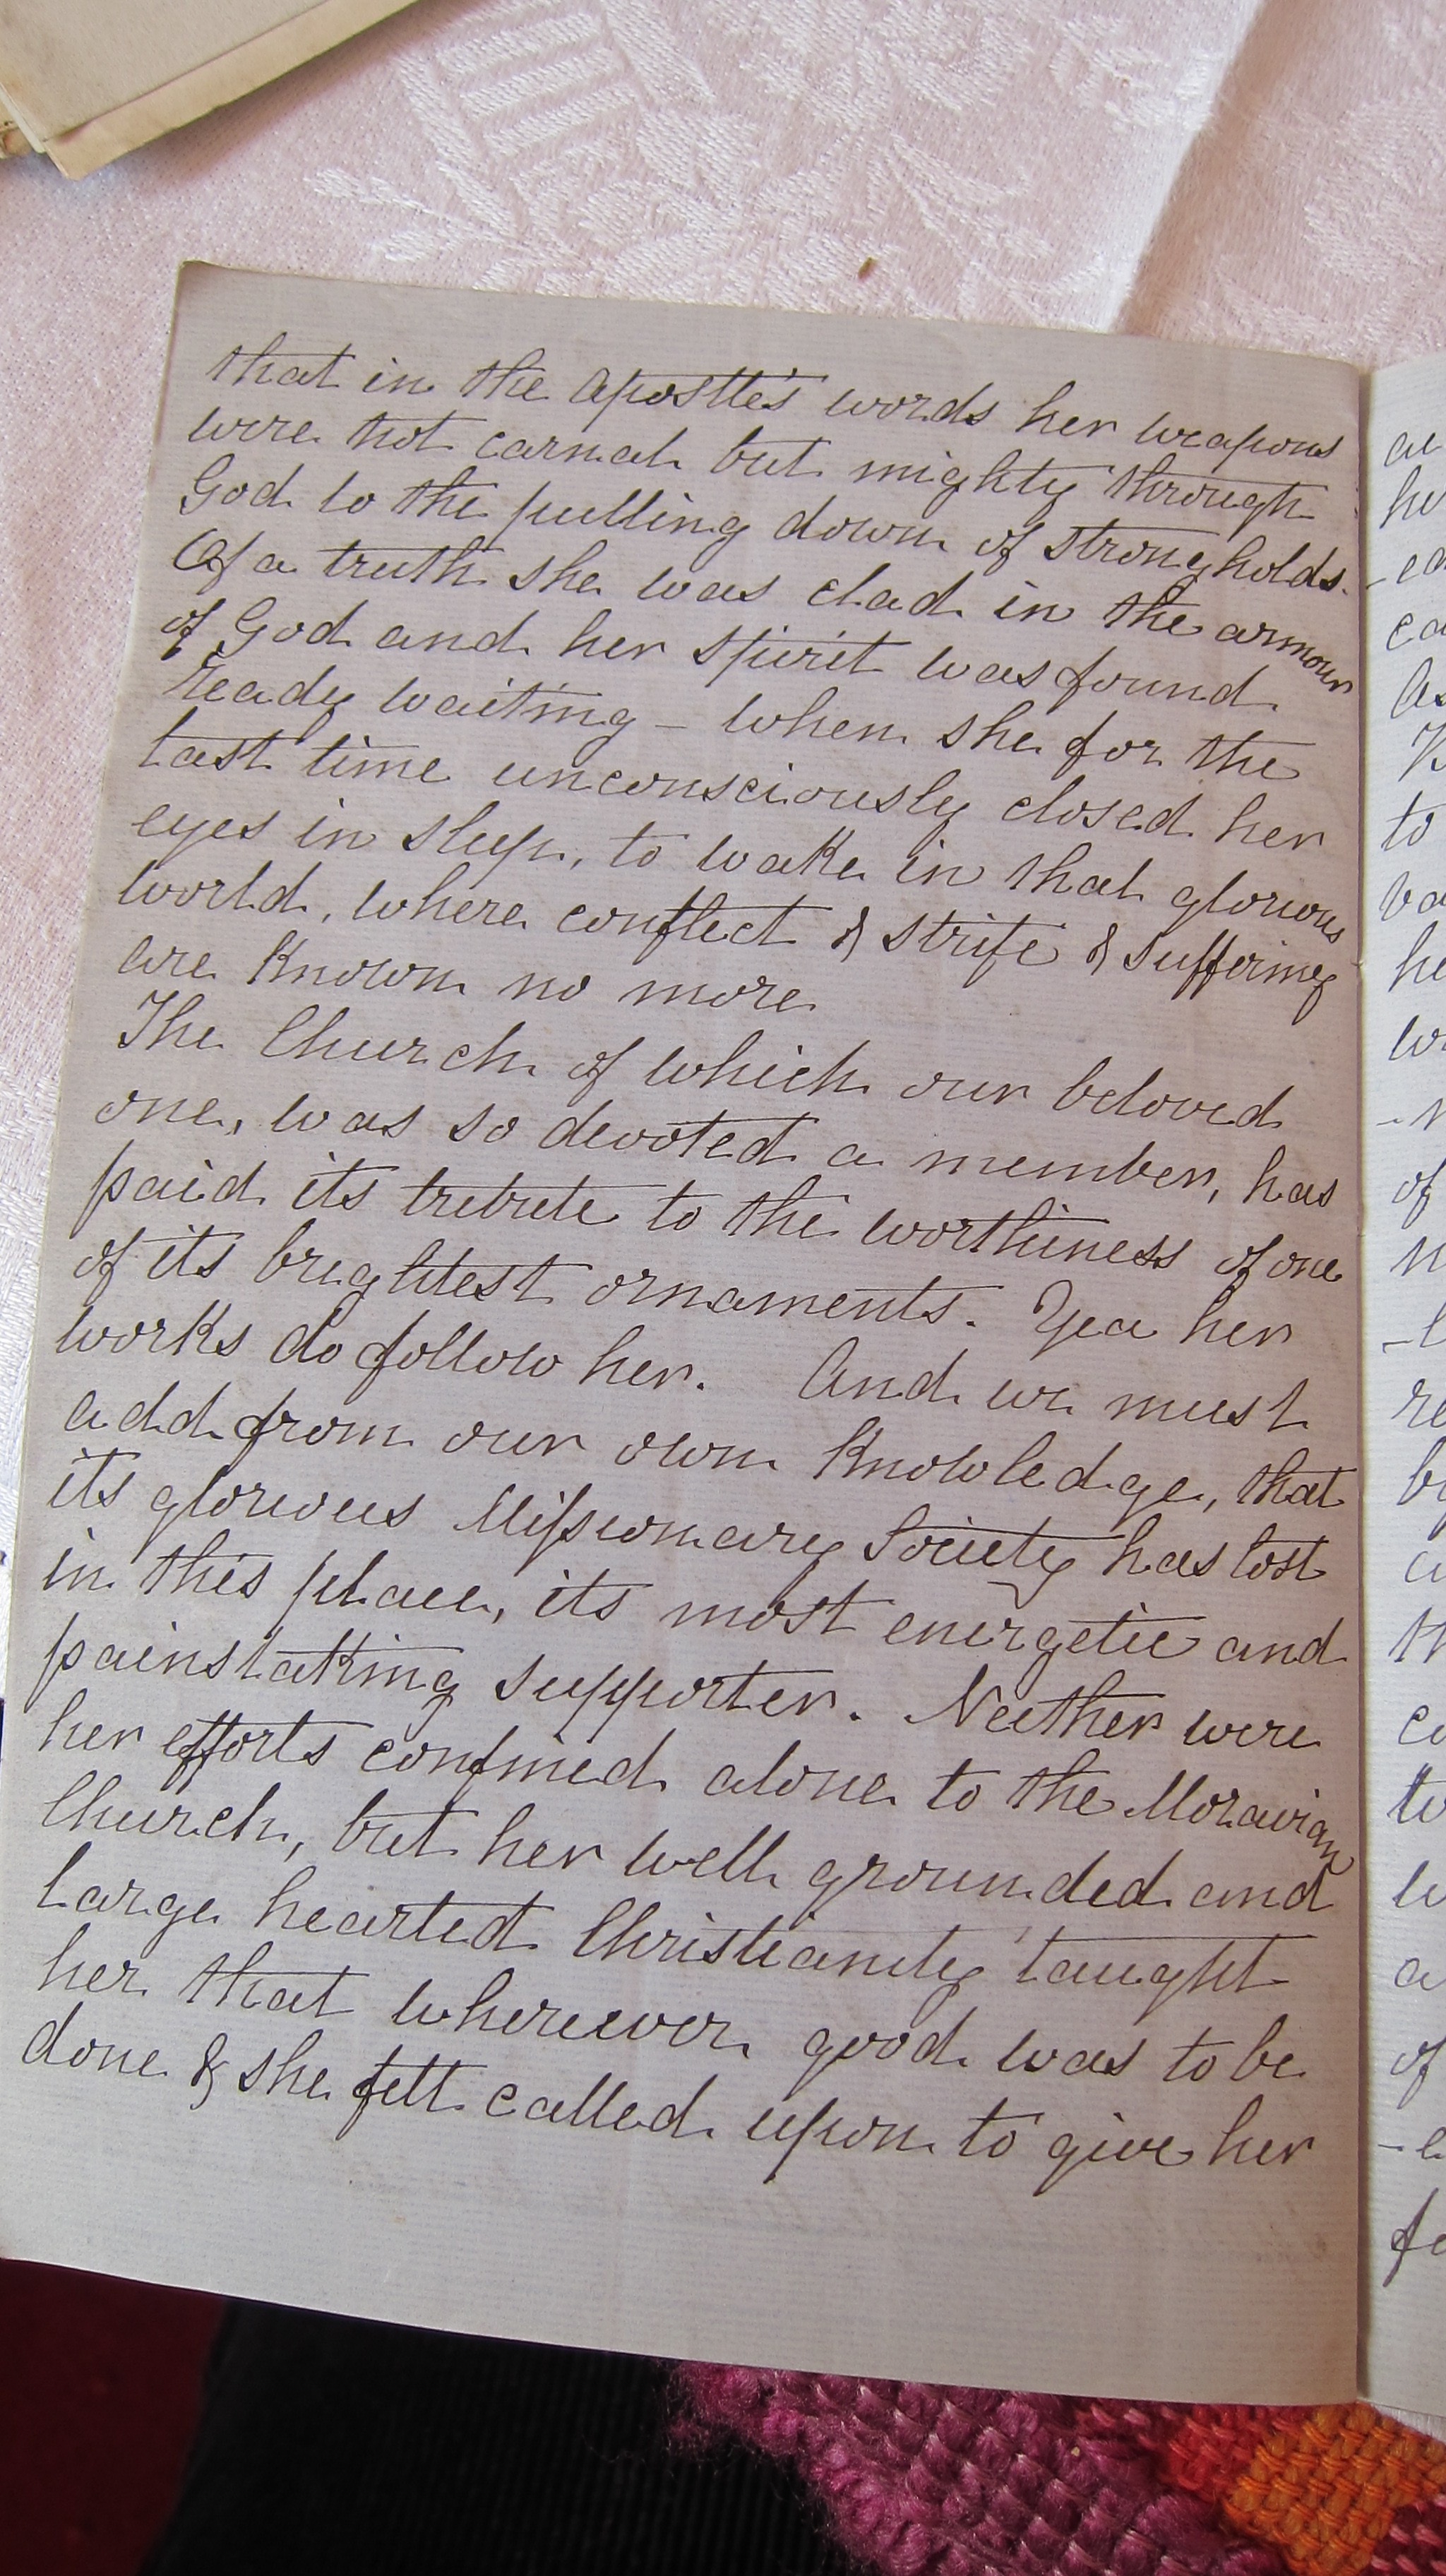 that in the Apostle's words her weapons
were not carnal but mighty through
God to the pulling down of strongholds.
Of a truth she was clad in the armour
of God and her spirit was found
ready waiting – when she for the
last time unconsciously closed her
eyes in sleep, to wake in that glorious
world, where conflict & strife & suffering
are known no more
The Church of which our beloved
one, was so devoted a member, has
paid its tribute to the worthiness of one
of its brightest ornaments. Yea her
works do follow her. And we must
add from our own knowledge, that
its glorious Missionary Society has lost
in this place, its most energetic and
painstaking supporter. Neither were
her efforts confined alone to the Moravian
Church, but her well grounded and
large hearted Christianity taught
her that wherever good was to be
done & she felt called upon to give her